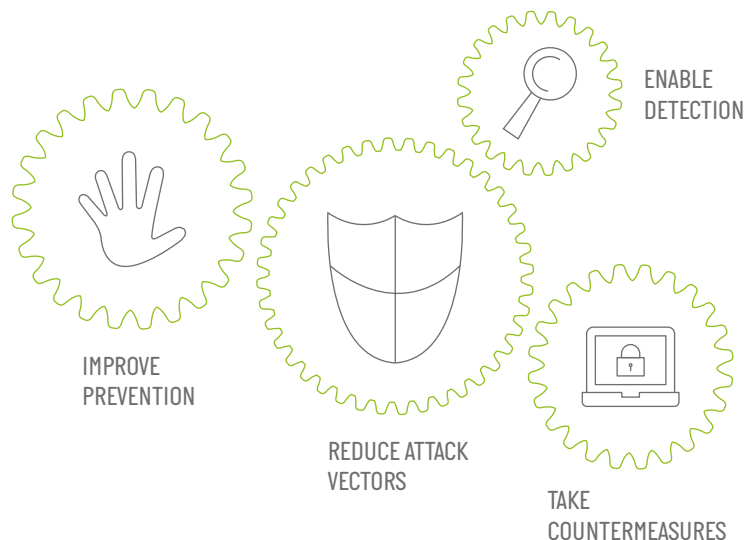 ENABLE
DETECTION
IMPROVE
PREVENTION
REDUCE ATTACK
VECTORS
TAKE
COUNTERMEASURES